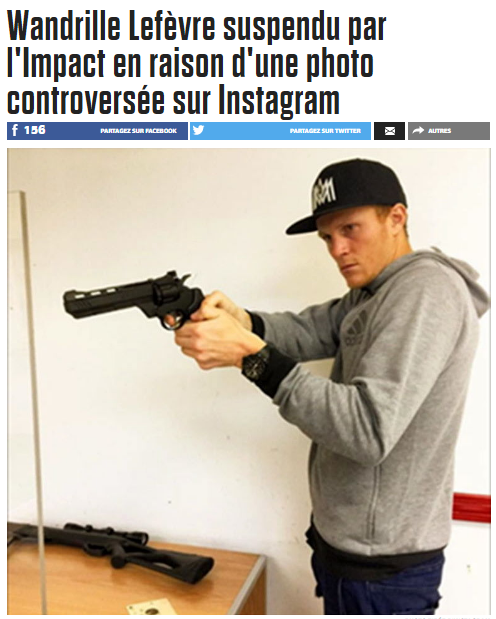 Wandrille Lefèvre suspendu par
l'Impact en raison d'une photo
controversée sur Instagram
f 156 PARTAGEZ SUR FACEBOOK PARTAGEZ SUR TWITTER AUTRES
adidas